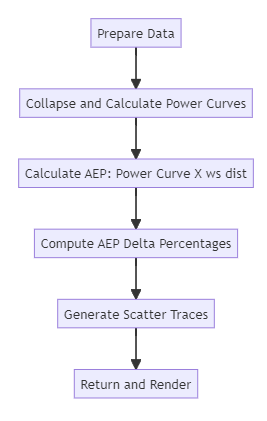 Prepare Data
Collapse and Calculate Power Curves
Calculate AEP: Power Curve X ws dist
Compute AEP Delta Percentages
Generate Scatter Traces
Return and Render